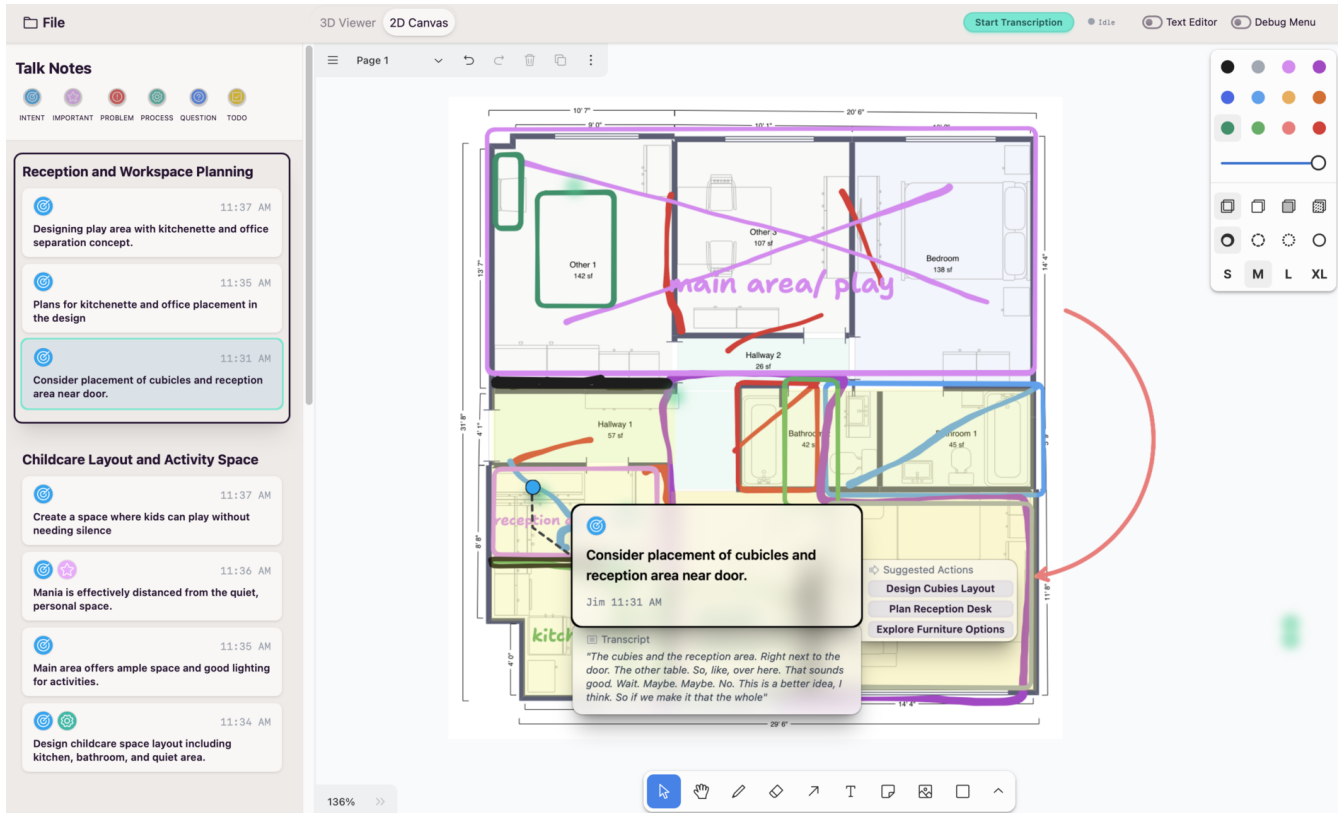 File
3D Viewer
2D Canvas
Start Transcription
Idle
Text Editor
Debug Menu
Talk Notes
INTENT
IMPORTANT
PROBLEM
PROCESS
QUESTION
TODO
Reception and Workspace Planning
11:37 AM
Designing play area with kitchenette and office
separation concept.
11:35 AM
Plans for kitchenette and office placement in
the design
11:31 AM
Consider placement of cubicles and reception
area near door.
Childcare Layout and Activity Space
11:37 AM
Create a space where kids can play without
needing silence
11:36 AM
Mania is effectively distanced from the quiet,
personal space.
11:35 AM
Main area offers ample space and good lighting
for activities.
11:34 AM
Design childcare space layout including
kitchen, bathroom, and quiet area.
Page 1
10' 7"
20' 6"
9' 0"
10' 1"
13' 7"
14' 4"
Other 1
142 sf
Other 3
107 sf
Bedroom
138 sf
main area/ play
Hallway 2
26 sf
31' 8"
4' 1"
Hallway 1
57 sf
42
45 sf
reception
8' 8"
11' 8"
4' 0"
14' 4"
29' 6"
Consider placement of cubicles and
reception area near door.
Jim 11:31 AM
Transcript
"The cubies and the reception area. Right next to the
door. The other table. So, like, over here. That sounds
good. Wait. Maybe. Maybe. No. This is a better idea, I
think. So if we make it that the whole"
Suggested Actions
Design Cubies Layout
Plan Reception Desk
Explore Furniture Options
S M L XL
136%
T